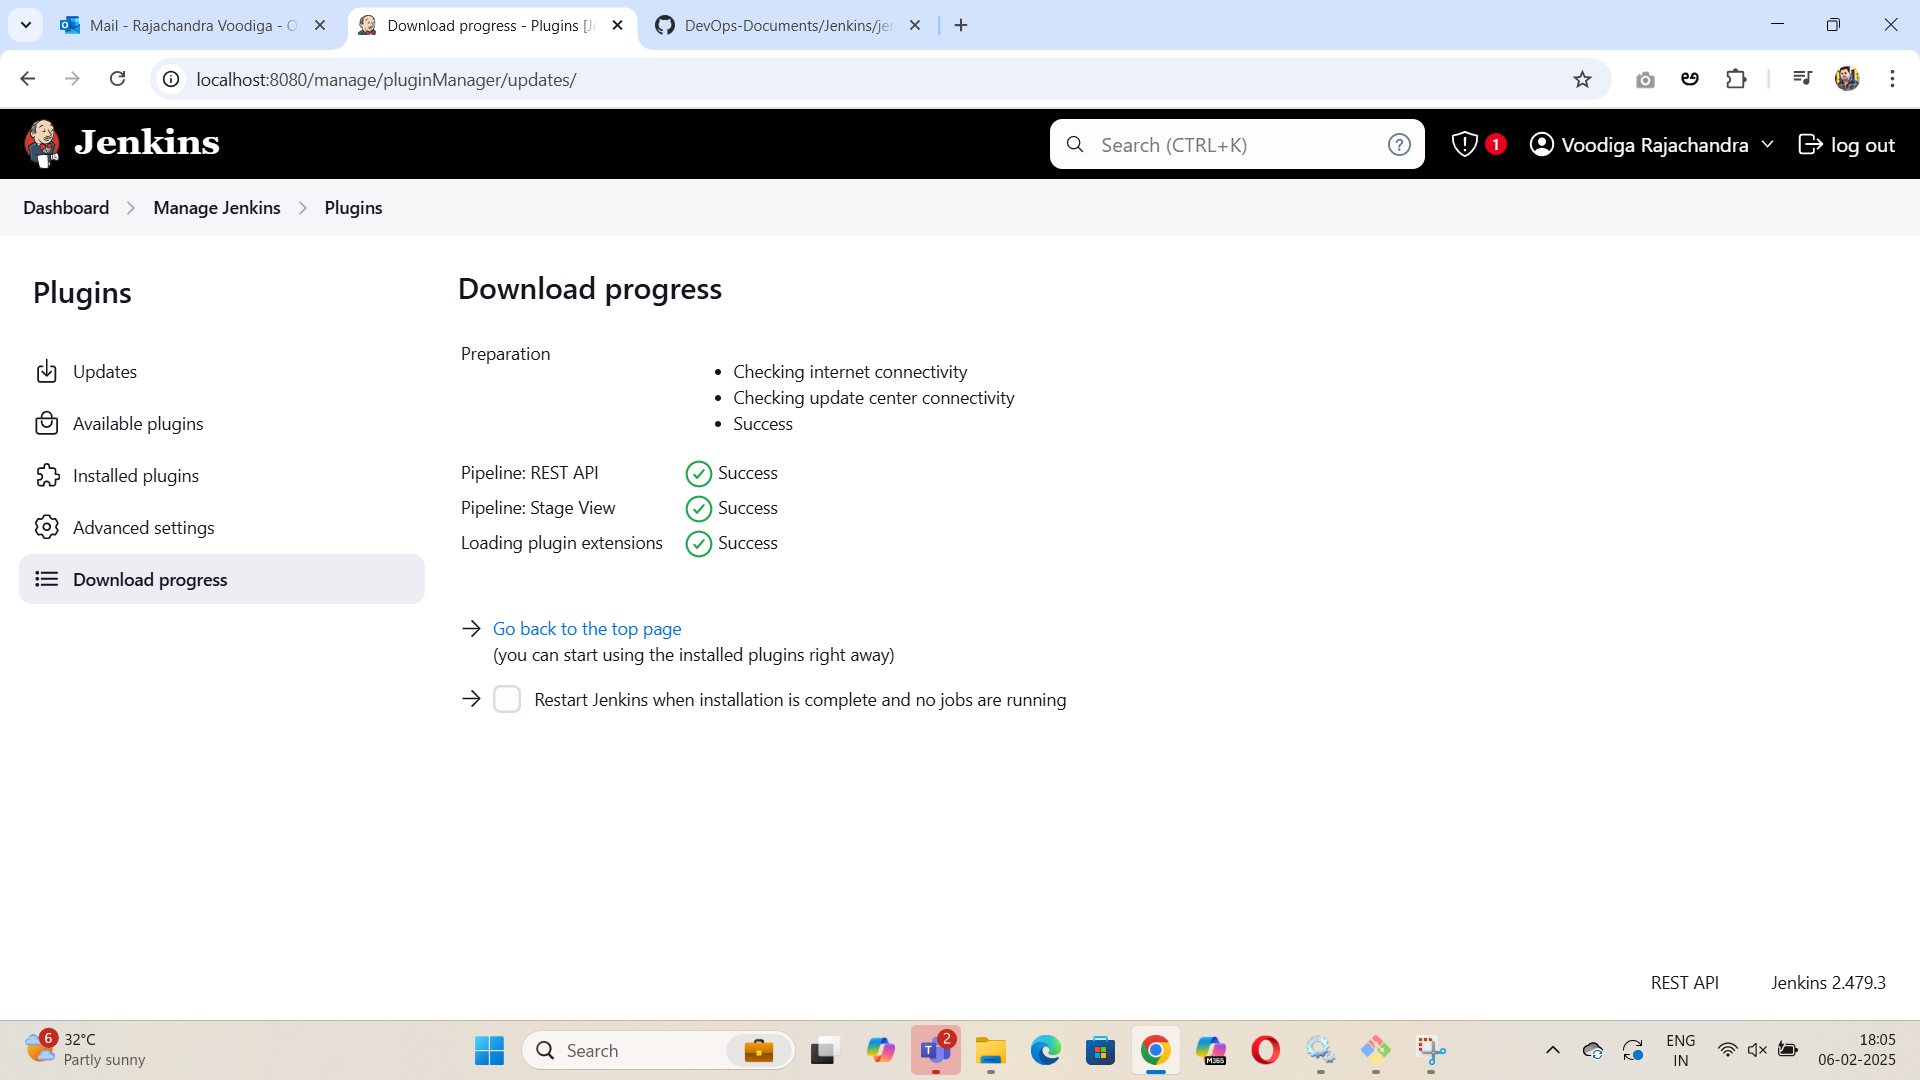 Mail - Rajachandra Voodiga - O
Download progress - Plugins [Je
DevOps-Documents/Jenkins/jen
localhost:8080/manage/pluginManager/updates/
Jenkins
Search (CTRL+K)
?
1
Voodiga Rajachandra
log out
Dashboard
Manage Jenkins
Plugins
Plugins
Updates
Available plugins
Installed plugins
Advanced settings
Download progress
Download progress
Preparation
Checking internet connectivity
Checking update center connectivity
Success
Pipeline: REST API Success
Pipeline: Stage View Success
Loading plugin extensions Success
Go back to the top page
(you can start using the installed plugins right away)
Restart Jenkins when installation is complete and no jobs are running
REST API Jenkins 2.479.3
6
32°C
Partly sunny
Search
2
M365
ENG
IN
18:05
06-02-2025